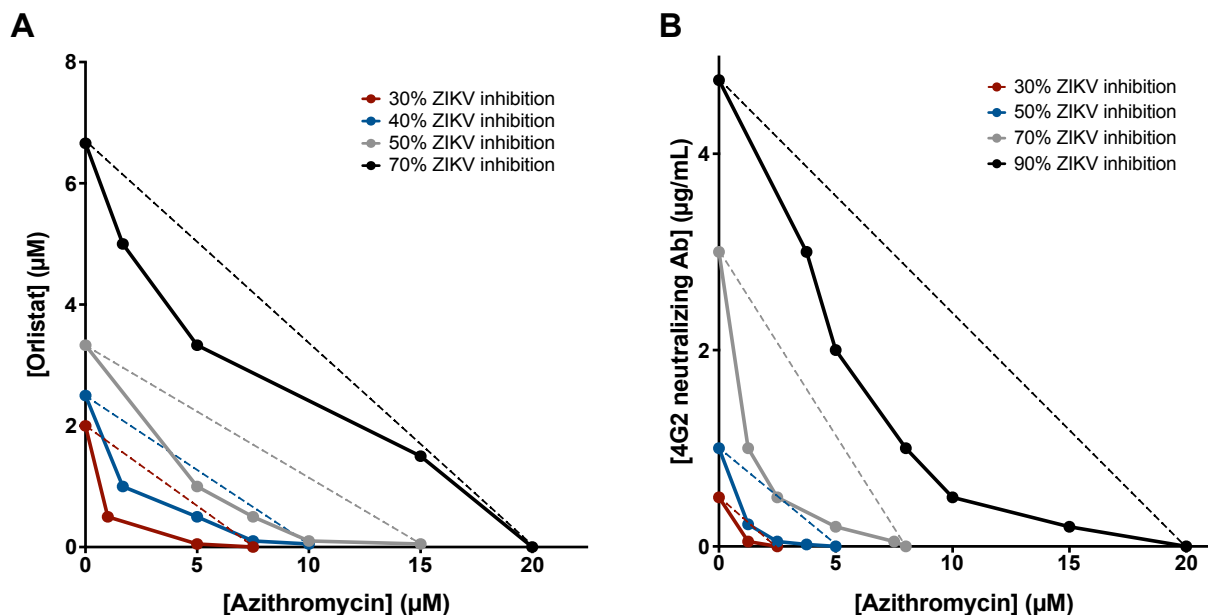 A
8
6
4
2
0
[Orlistat] (μM)
30% ZIKV inhibition
40% ZIKV inhibition
50% ZIKV inhibition
70% ZIKV inhibition
0
5
10
15
20
[Azithromycin] (μM)
B
4
2
0
[4G2 neutralizing Ab] (μg/mL)
30% ZIKV inhibition
50% ZIKV inhibition
70% ZIKV inhibition
90% ZIKV inhibition
0
5
10
15
20
[Azithromycin] (μM)